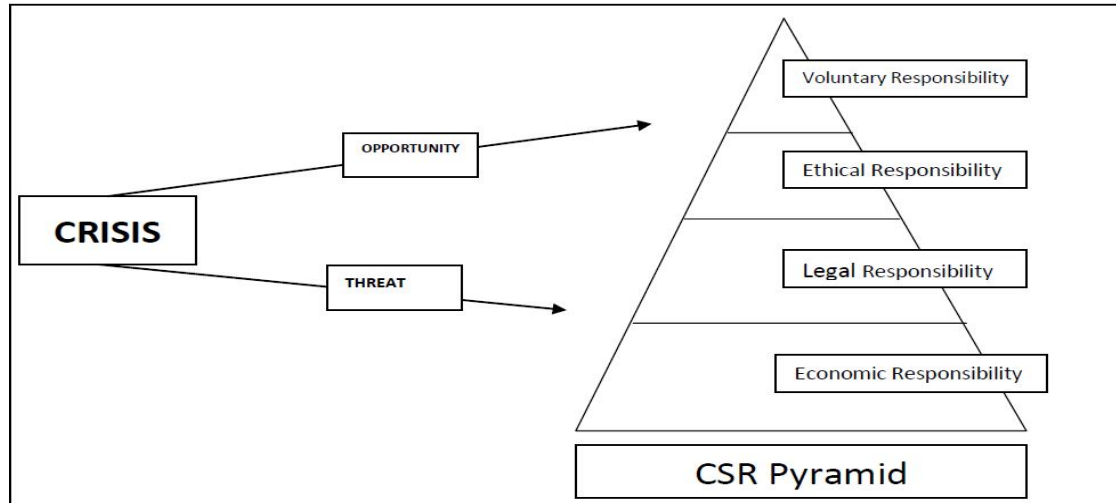 Voluntary Responsibility
OPPORTUNITY
Ethical Responsibility
CRISIS
Legal Responsibility
THREAT
Economic Responsibility
CSR Pyramid